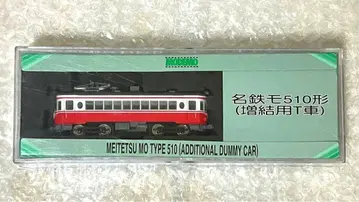 MODEMO
名鉄モ510形
(増結用T車)
MEITETSU MO TYPE 510 (ADDITIONAL DUMMY CAR)